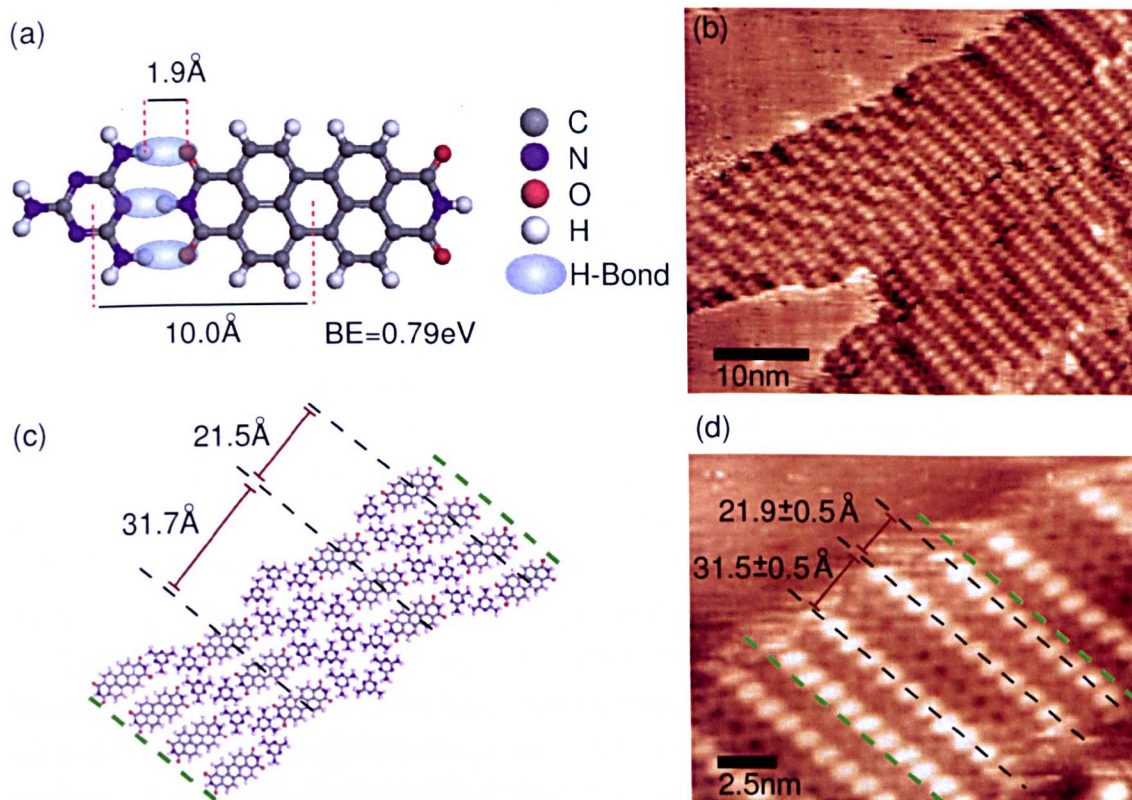 (a)
1.9Å
C
N
O
H
H-Bond
10.0Å
BE=0.79eV
(b)
10nm
(c)
21.5Å
31.7Å
(d)
21.9±0.5Å
31.5±0.5Å
2.5nm